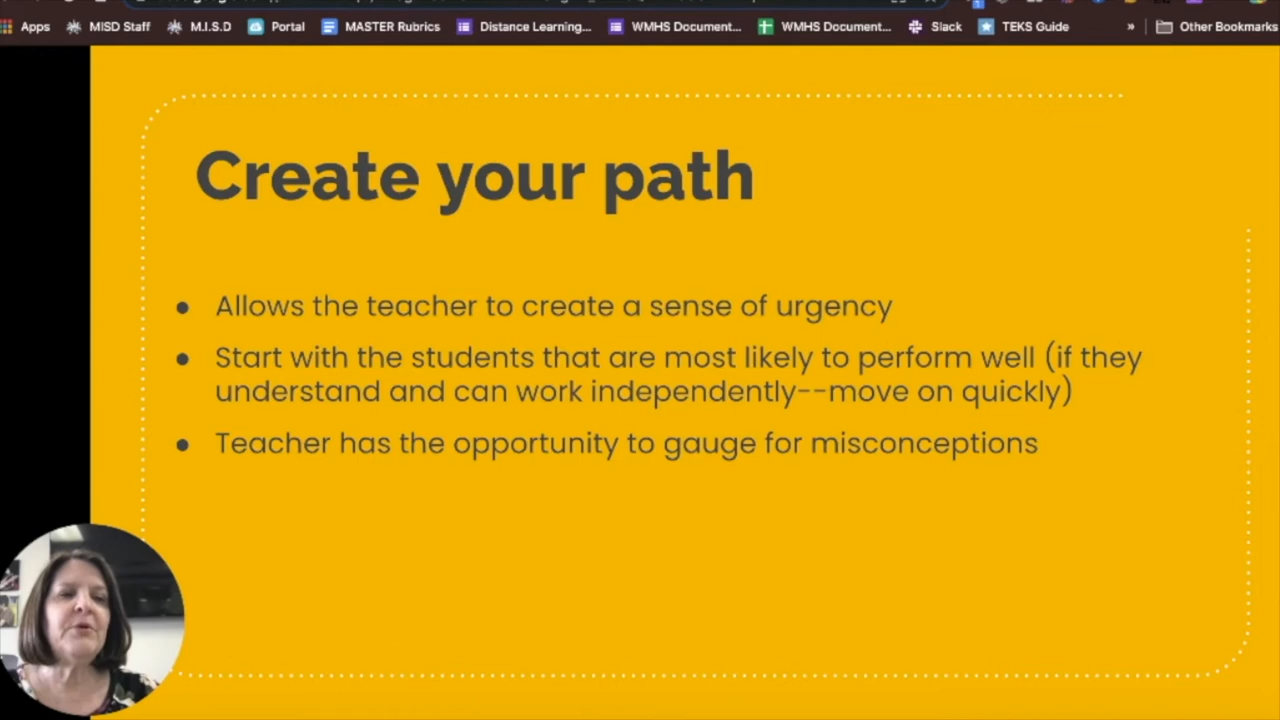 Apps MISD Staff M.I.S.D Portal MASTER Rubrics Distance Learning... WMHS Document... WMHS Document... Slack TEKS Guide » Other Bookmarks
Create your path
● Allows the teacher to create a sense of urgency
● Start with the students that are most likely to perform well (if they
understand and can work independently--move on quickly)
● Teacher has the opportunity to gauge for misconceptions